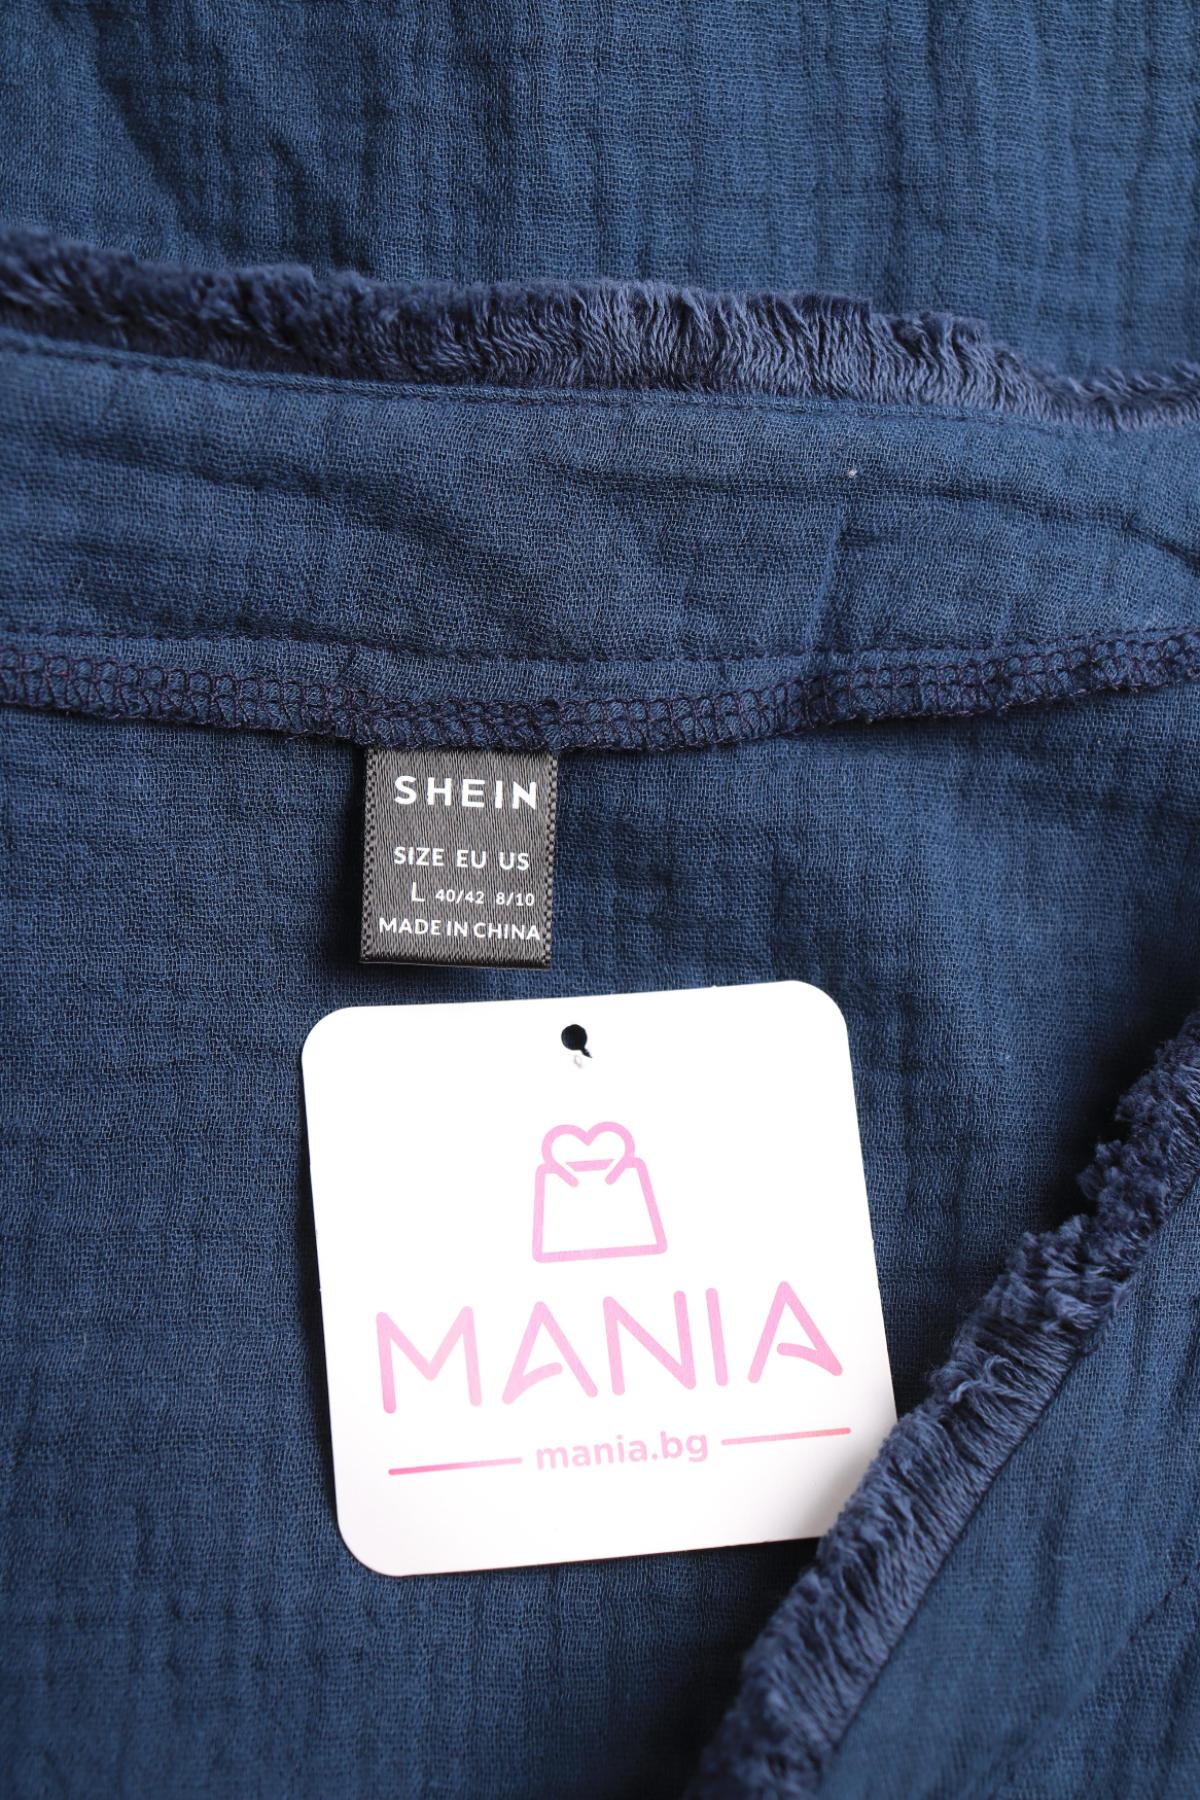 SHEIN
SIZE EU US
L 40/42 8/10
MADE IN CHINA
MANIA
mania.bg